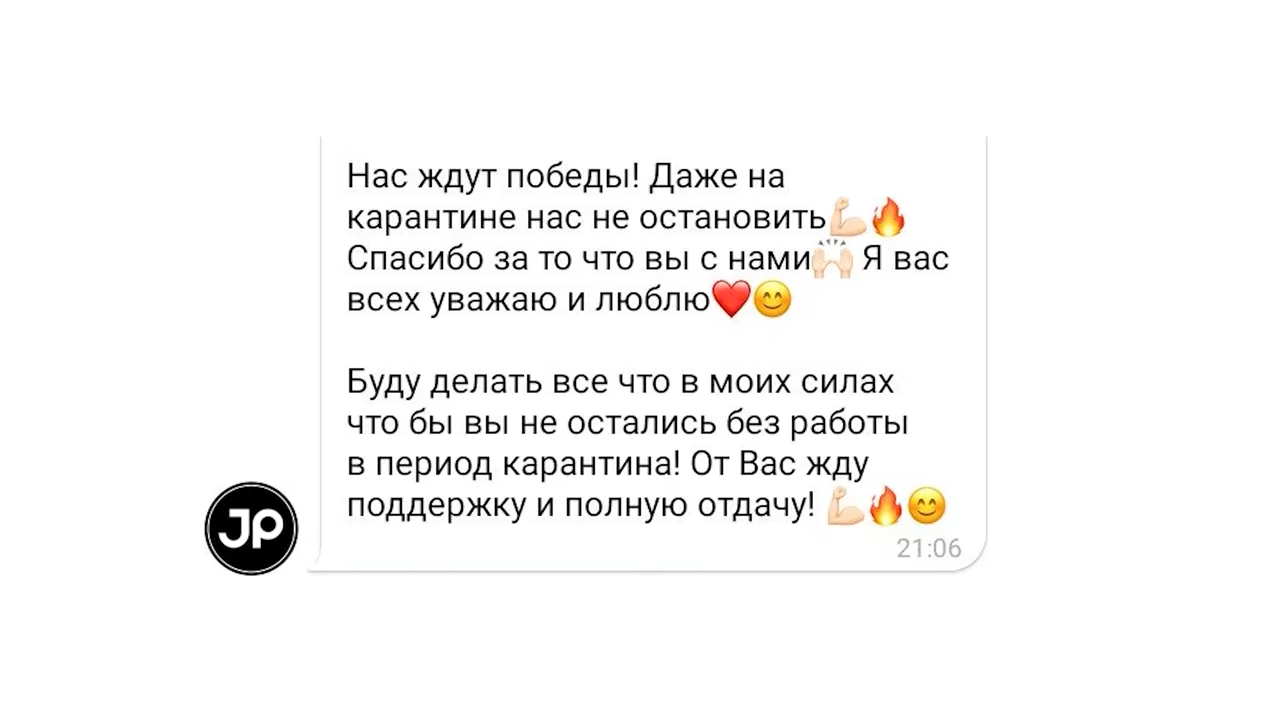 Нас ждут победы! Даже на
карантине нас не остановить💪🏻🔥
Спасибо за то что вы с нами🙌🏻 Я вас
всех уважаю и люблю❤️😊
Буду делать все что в моих силах
что бы вы не остались без работы
в период карантина! От Вас жду
поддержку и полную отдачу! 💪🏻🔥😊
21:06
JP